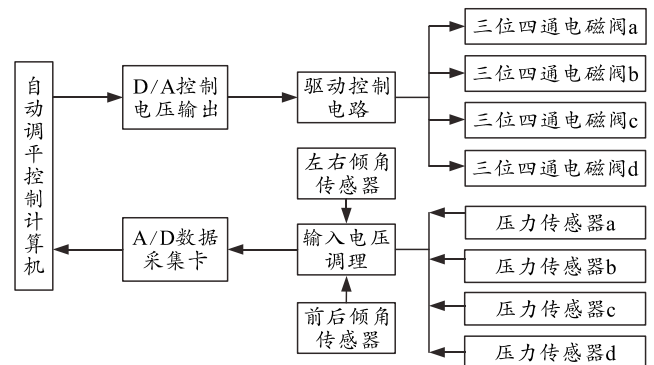 自动调平控制计算机
D/A控制
电压输出
驱动控制
电路
三位四通电磁阀a
三位四通电磁阀b
三位四通电磁阀c
三位四通电磁阀d
左右倾角
传感器
A/D数据
采集卡
输入电压
调理
前后倾角
传感器
压力传感器a
压力传感器b
压力传感器c
压力传感器d